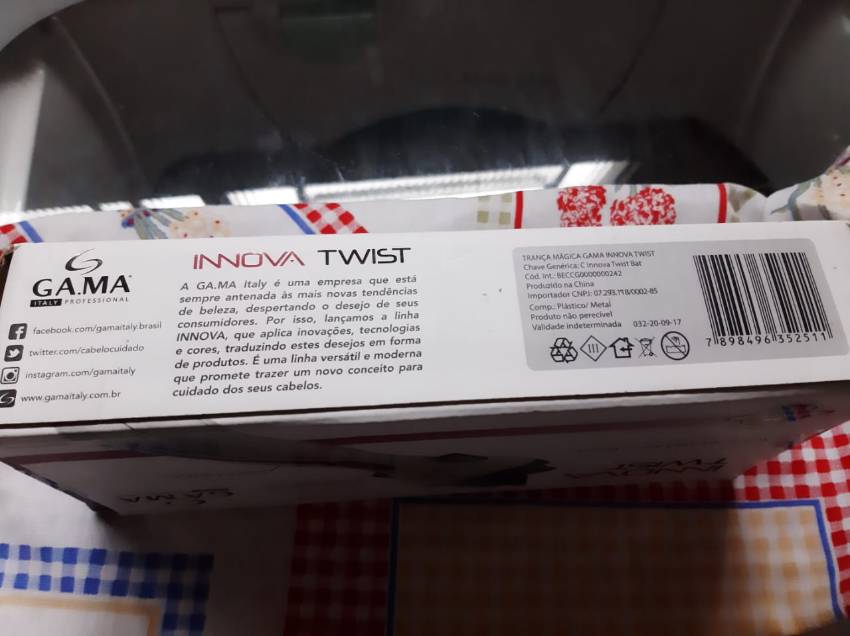 GA.MA
ITALY PROFESSIONAL
facebook.com/gamaitaly.brasil
twitter.com/cabelocuidado
instagram.com/gamaitaly
www.gamaitaly.com.br
INNOVA TWIST
A GA.MA Italy é uma empresa que está
sempre antenada às mais novas tendências
de beleza, despertando o desejo de seus
consumidores. Por isso, lançamos a linha
INNOVA, que aplica inovações, tecnologias
e cores, traduzindo estes desejos em forma
de produtos. É uma linha versátil e moderna
que promete trazer um novo conceito para
cuidado dos seus cabelos.
TRANÇA MÁGICA GAMA INNOVA TWIST
Chave Genérica: C Innova Twist Bat
Cód. Int.: BECCG0000000242
Produzido na China
Importador CNPJ: 07.293.118/0002-85
Comp.: Plástico/ Metal
Produto não perecível
Validade indeterminada 032-20-09-17
7 898496 352511
TWIST
GA.MA